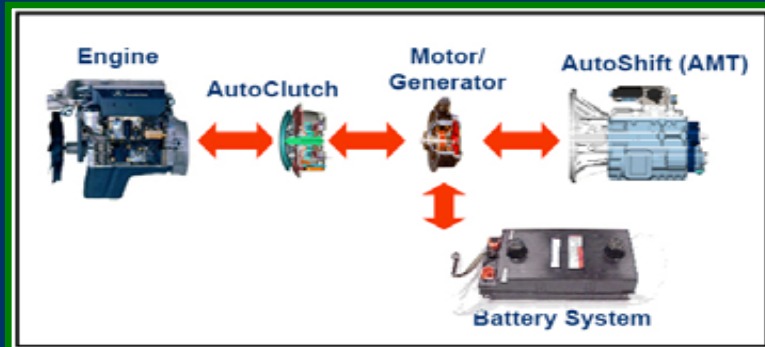 Engine
AutoClutch
Motor/
Generator
AutoShift (AMT)
Battery System